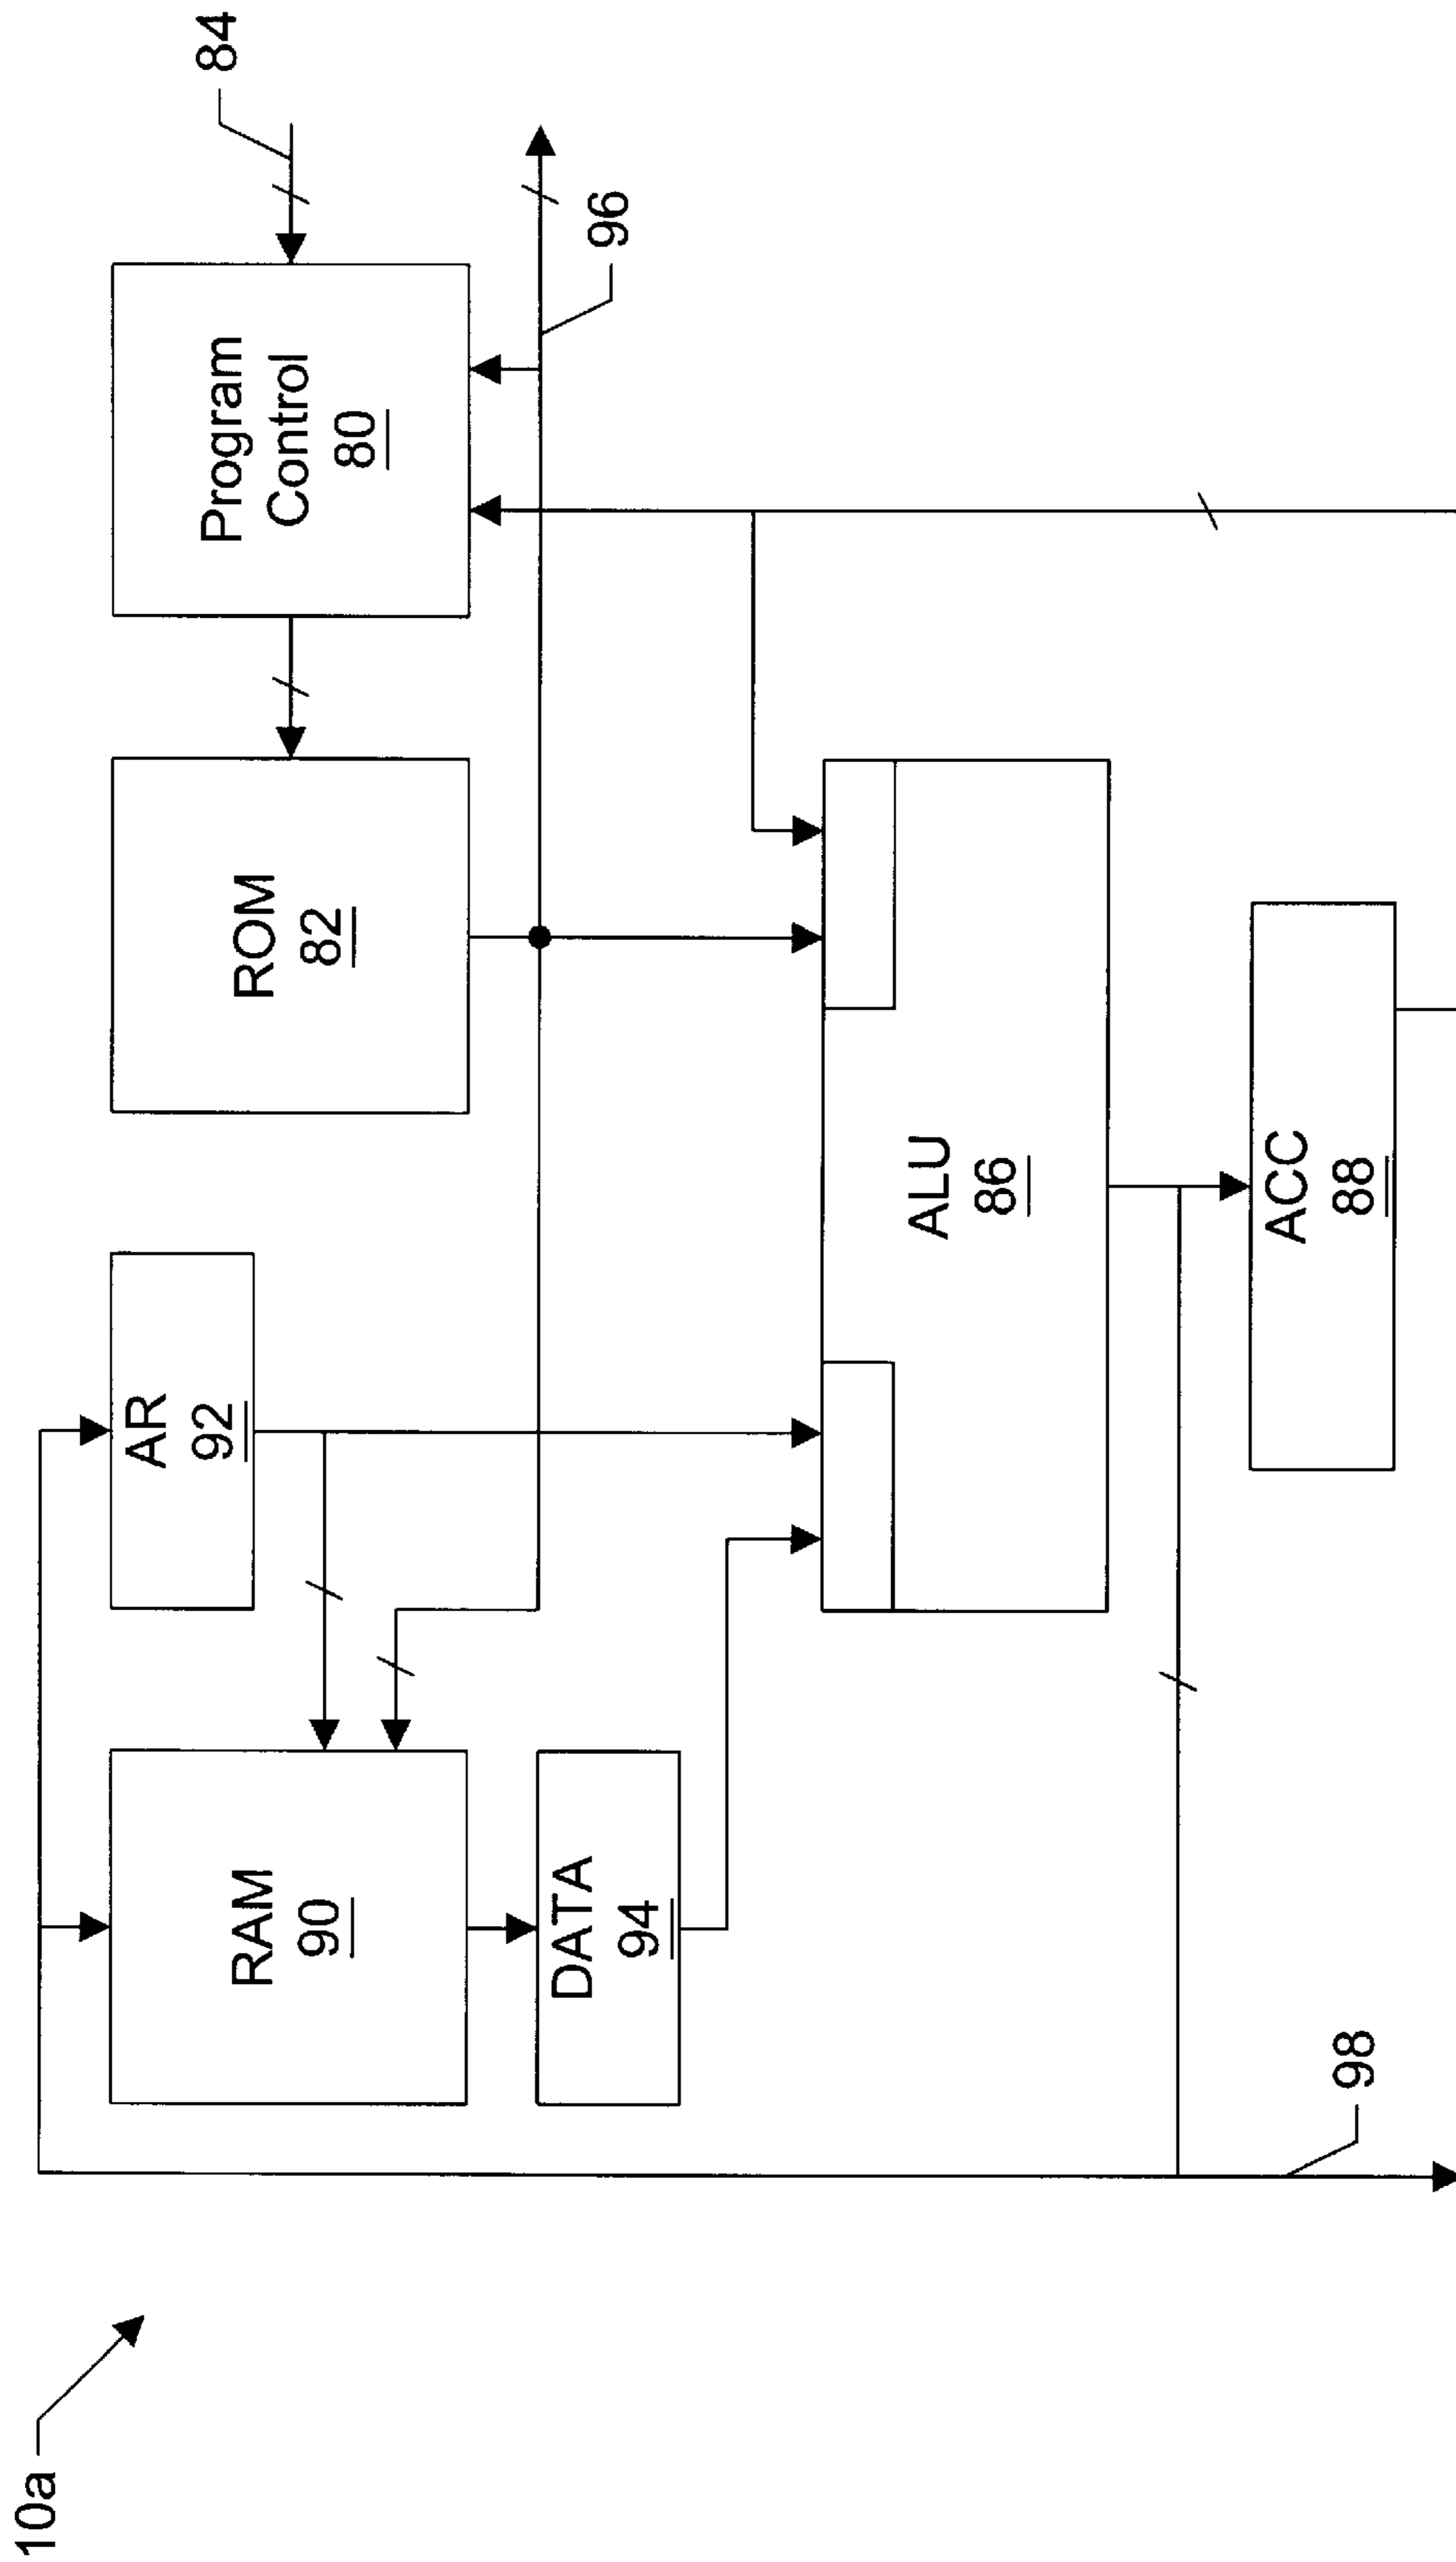 10a
RAM
90
AR
92
ROM
82
Program
Control
80
84
DATA
94
96
ALU
86
ACC
88
98